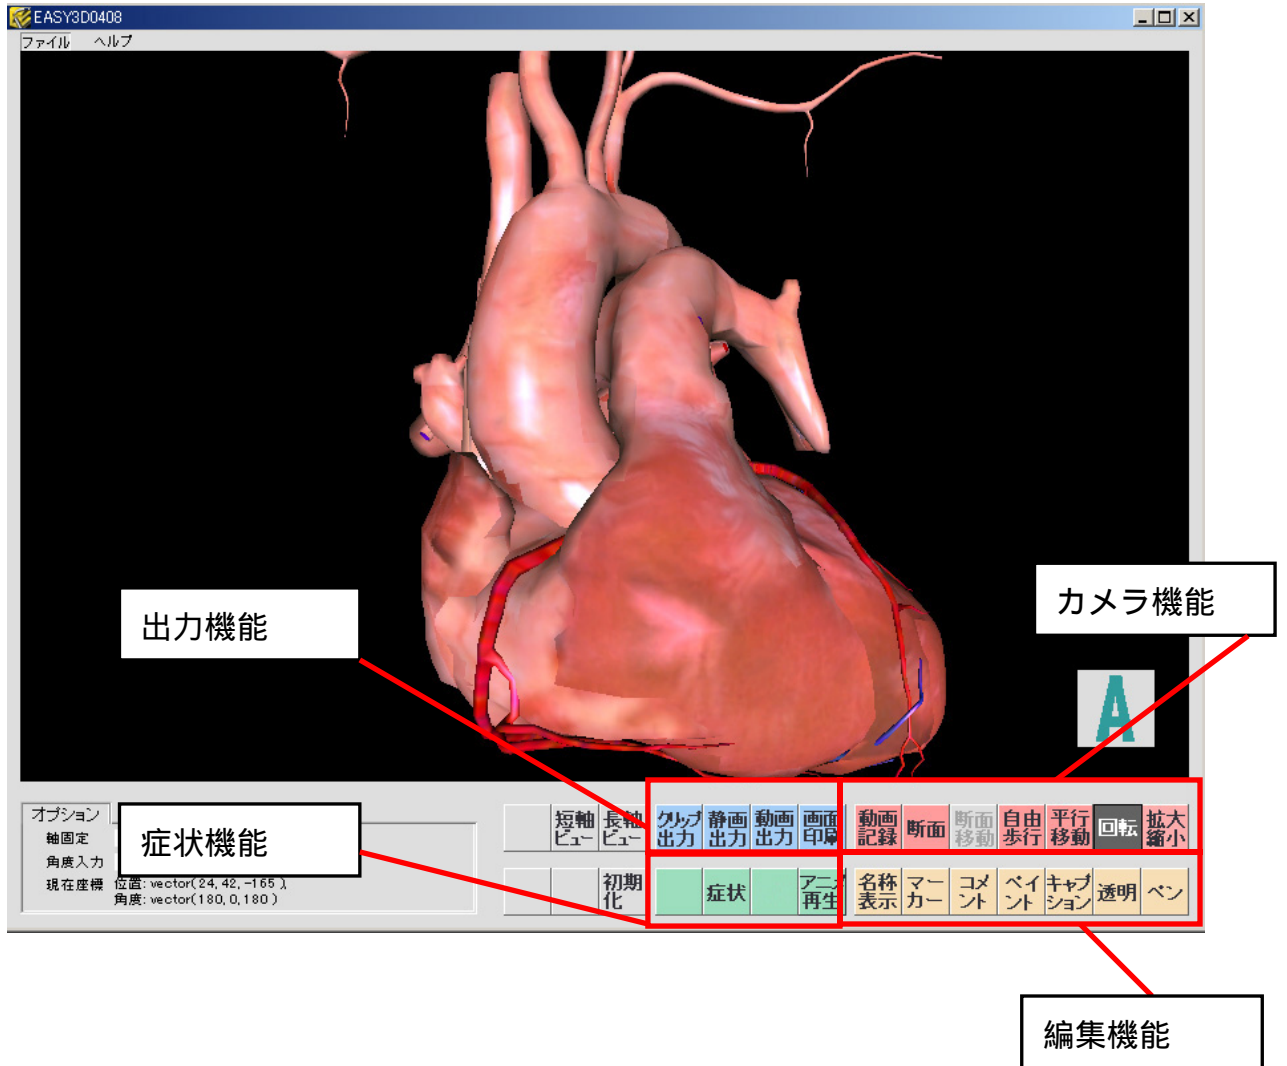 EASY3D0408
ファイル ヘルプ
出力機能
カメラ機能
A
オプション
軸固定
角度入力
現在座標 位置: vector(24, 42, -165 ),
角度: vector(180, 0, 180 )
症状機能
短軸
ビュー
長軸
ビュー
クリップ
出力
静画
出力
動画
出力
画面
印刷
動画
記録
断面
断面
移動
自由
歩行
平行
移動
回転
拡大
縮小
初期
化
症状
アニメ
再生
名称
表示
マー
カー
コメ
ント
ペイ
ント
キャプ
ション
透明
ペン
編集機能